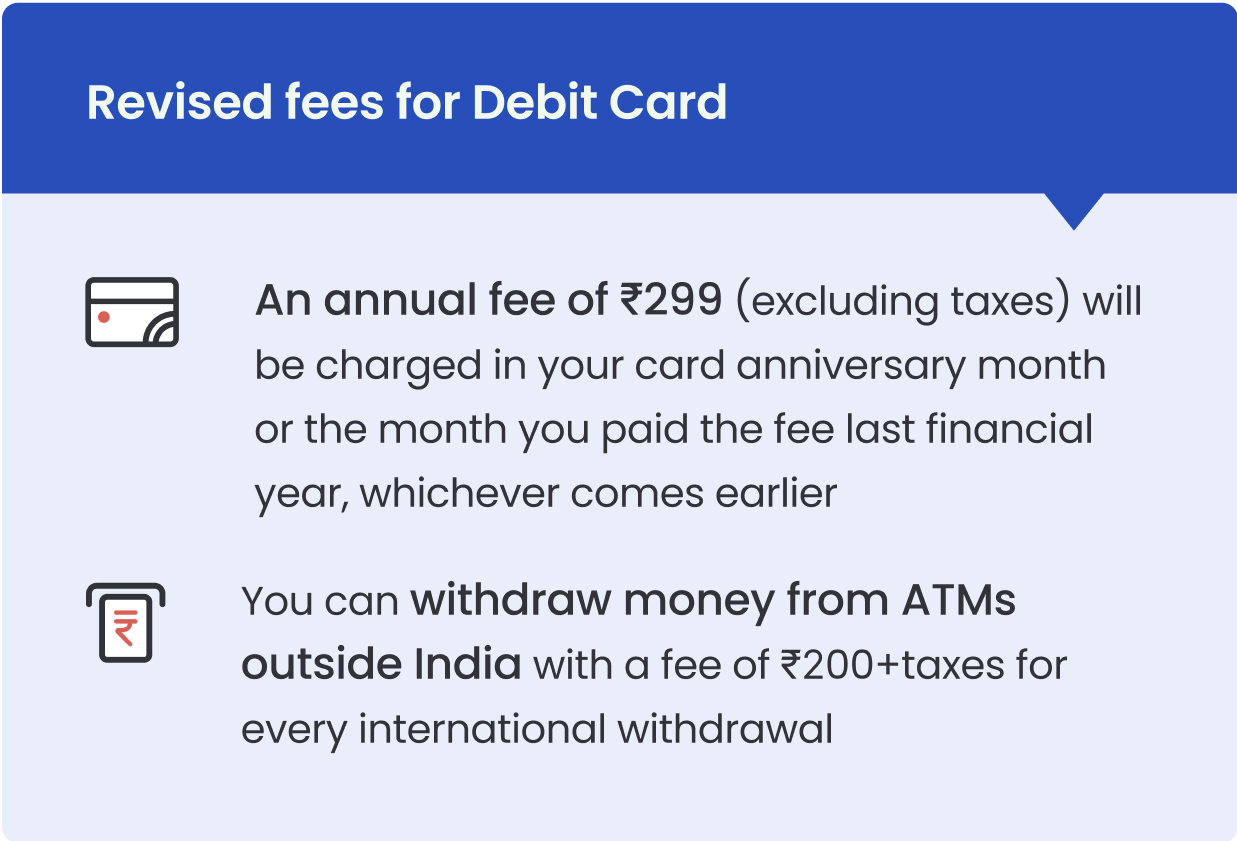 Revised fees for Debit Card
An annual fee of ₹299 (excluding taxes) will
be charged in your card anniversary month
or the month you paid the fee last financial
year, whichever comes earlier
₹
You can withdraw money from ATMs
outside India with a fee of ₹200+taxes for
every international withdrawal